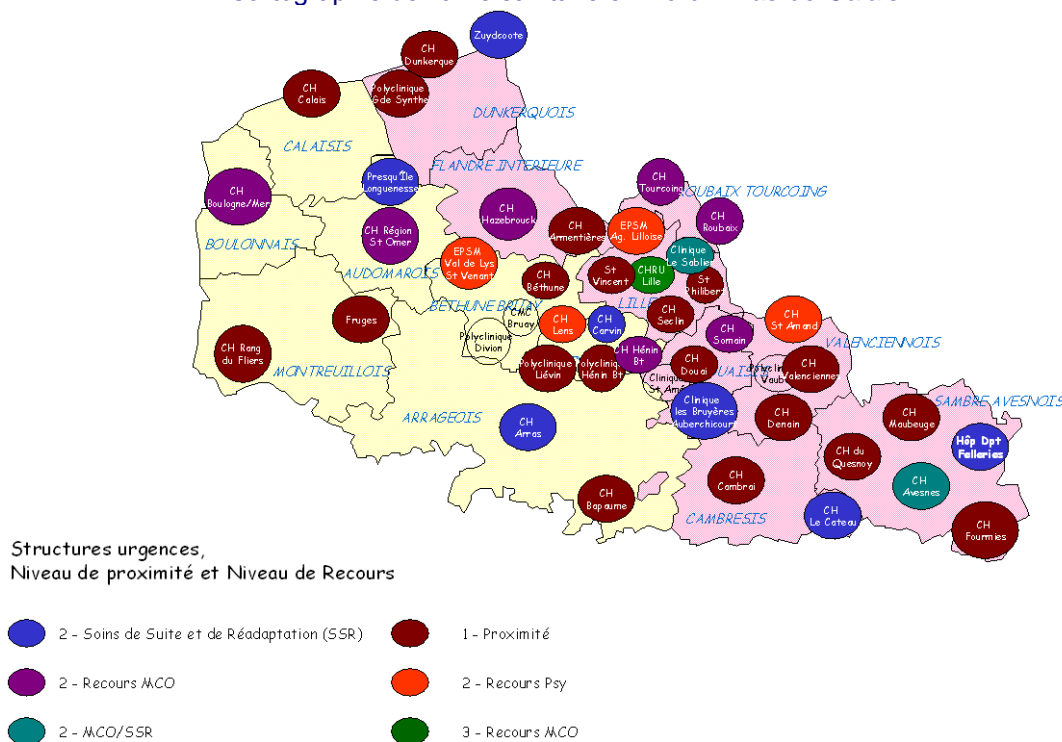 CH
Dunkerque
Zuydcoote
CH
Calais
Polyclinique
Gde Synthe
DUNKERQUOIS
CALAISIS
FLANDRE INTERIEURE
Presqu'Île
Longuenesse
CH
Tourcoing
ROUBAIX TOURCOING
CH
Boulogne/Mer
CH
Hazebrouck
CH
Roubaix
CH Région
St Omer
CH
Armentières
EPSM
Ag. Lilloise
BOULONNAIS
AUDOMAROIS
EPSM
Val de Lys
St Venant
Clinique
Le Sablier
CH
Béthune
St
Vincent
CHRU
Lille
St
Philibert
BETHUNE BRUAY
LILLE
Fruges
CMC
Bruay
CH
Lens
CH
Carvin
CH
Seclin
CH
St Amand
Polyclinique
Divion
CH
Somain
VALENCIENNOIS
CH Rang
du Fliers
MONTREUILLOIS
Polyclinique
Liévin
Polyclinique
Hénin Bt
CH Hénin
Bt
CH
Douai
CH
Valenciennes
Clinique
St Amé
SAMBRE AVESNOIS
ARRAGEOIS
CH
Arras
Clinique
les Bruyères
Auberchicourt
CH
Denain
CH
Maubeuge
Hôp Dpt
Felleries
CH du
Quesnoy
CH
Cambrai
CH
Avesnes
CH
Bapaume
CAMBRESIS
CH
Le Cateau
CH
Fourmies
Structures urgences,
Niveau de proximité et Niveau de Recours
2 - Soins de Suite et de Réadaptation (SSR)
1 - Proximité
2 - Recours MCO
2 - Recours Psy
2 - MCO/SSR
3 - Recours MCO